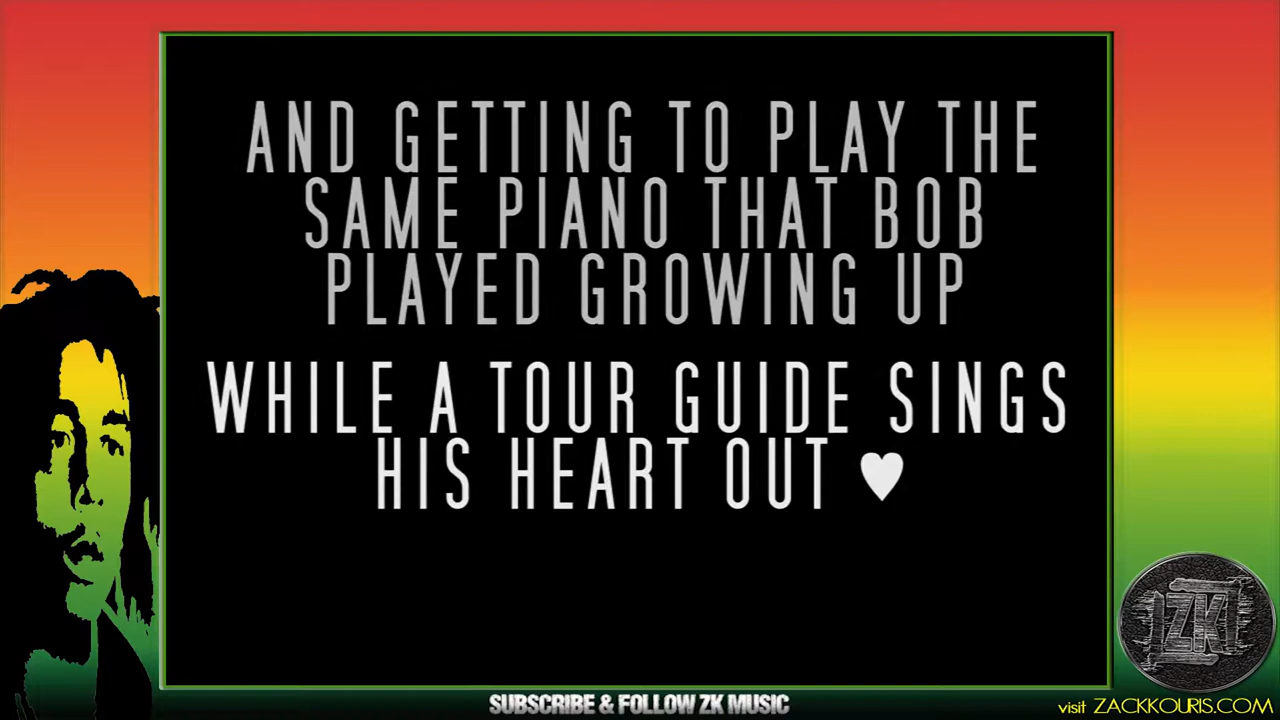 AND GETTING TO PLAY THE
SAME PIANO THAT BOB
PLAYED GROWING UP
WHILE A TOUR GUIDE SINGS
HIS HEART OUT ♥
ZK
SUBSCRIBE & FOLLOW ZK MUSIC
visit ZACKKOURIS.COM